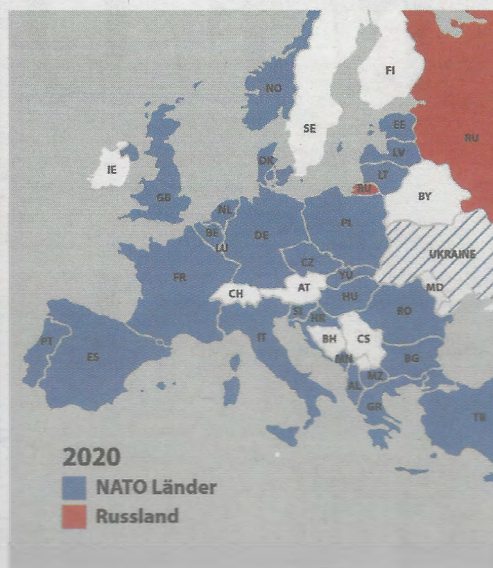 NO
FI
SE
EE
RU
LV
DK
LT
RU
IE
BY
GB
NL
PL
BE
DE
LU
UKRAINE
CZ
YU
FR
AT
MD
CH
HU
SI
HR
RO
BH
CS
IT
MN
BG
PT
ES
MZ
AL
GR
TR
2020
NATO Länder
Russland